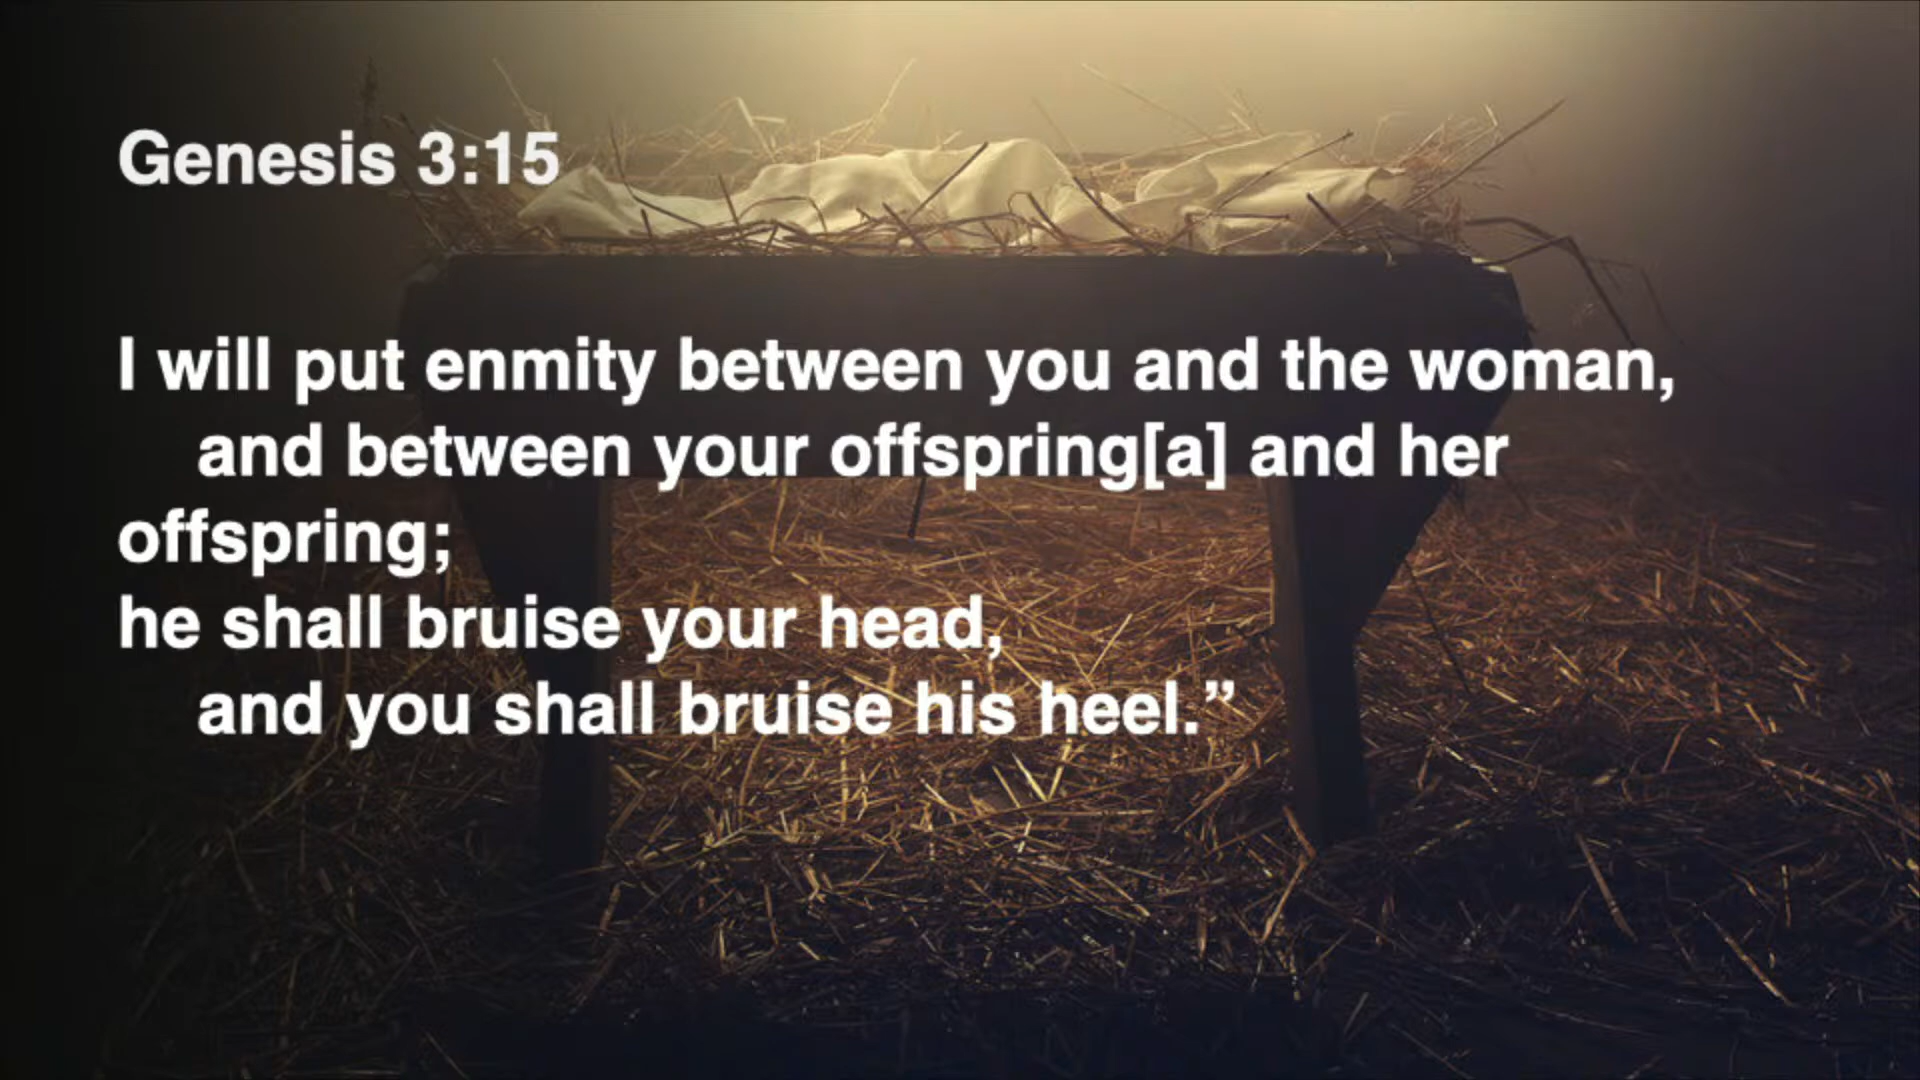 Genesis 3:15
I will put enmity between you and the woman,
and between your offspring[a] and her
offspring;
he shall bruise your head,
and you shall bruise his heel.”